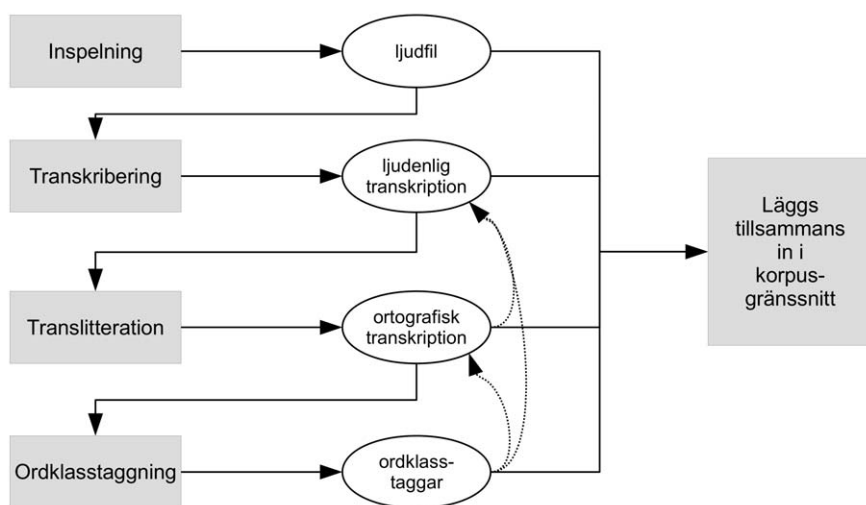 Inspelning
ljudfil
Transkribering
ljudenlig
transkription
Läggs
tillsammans
in i
korpus-
gränssnitt
Translitteration
ortografisk
transkription
Ordklasstaggning
ordklass-
taggar